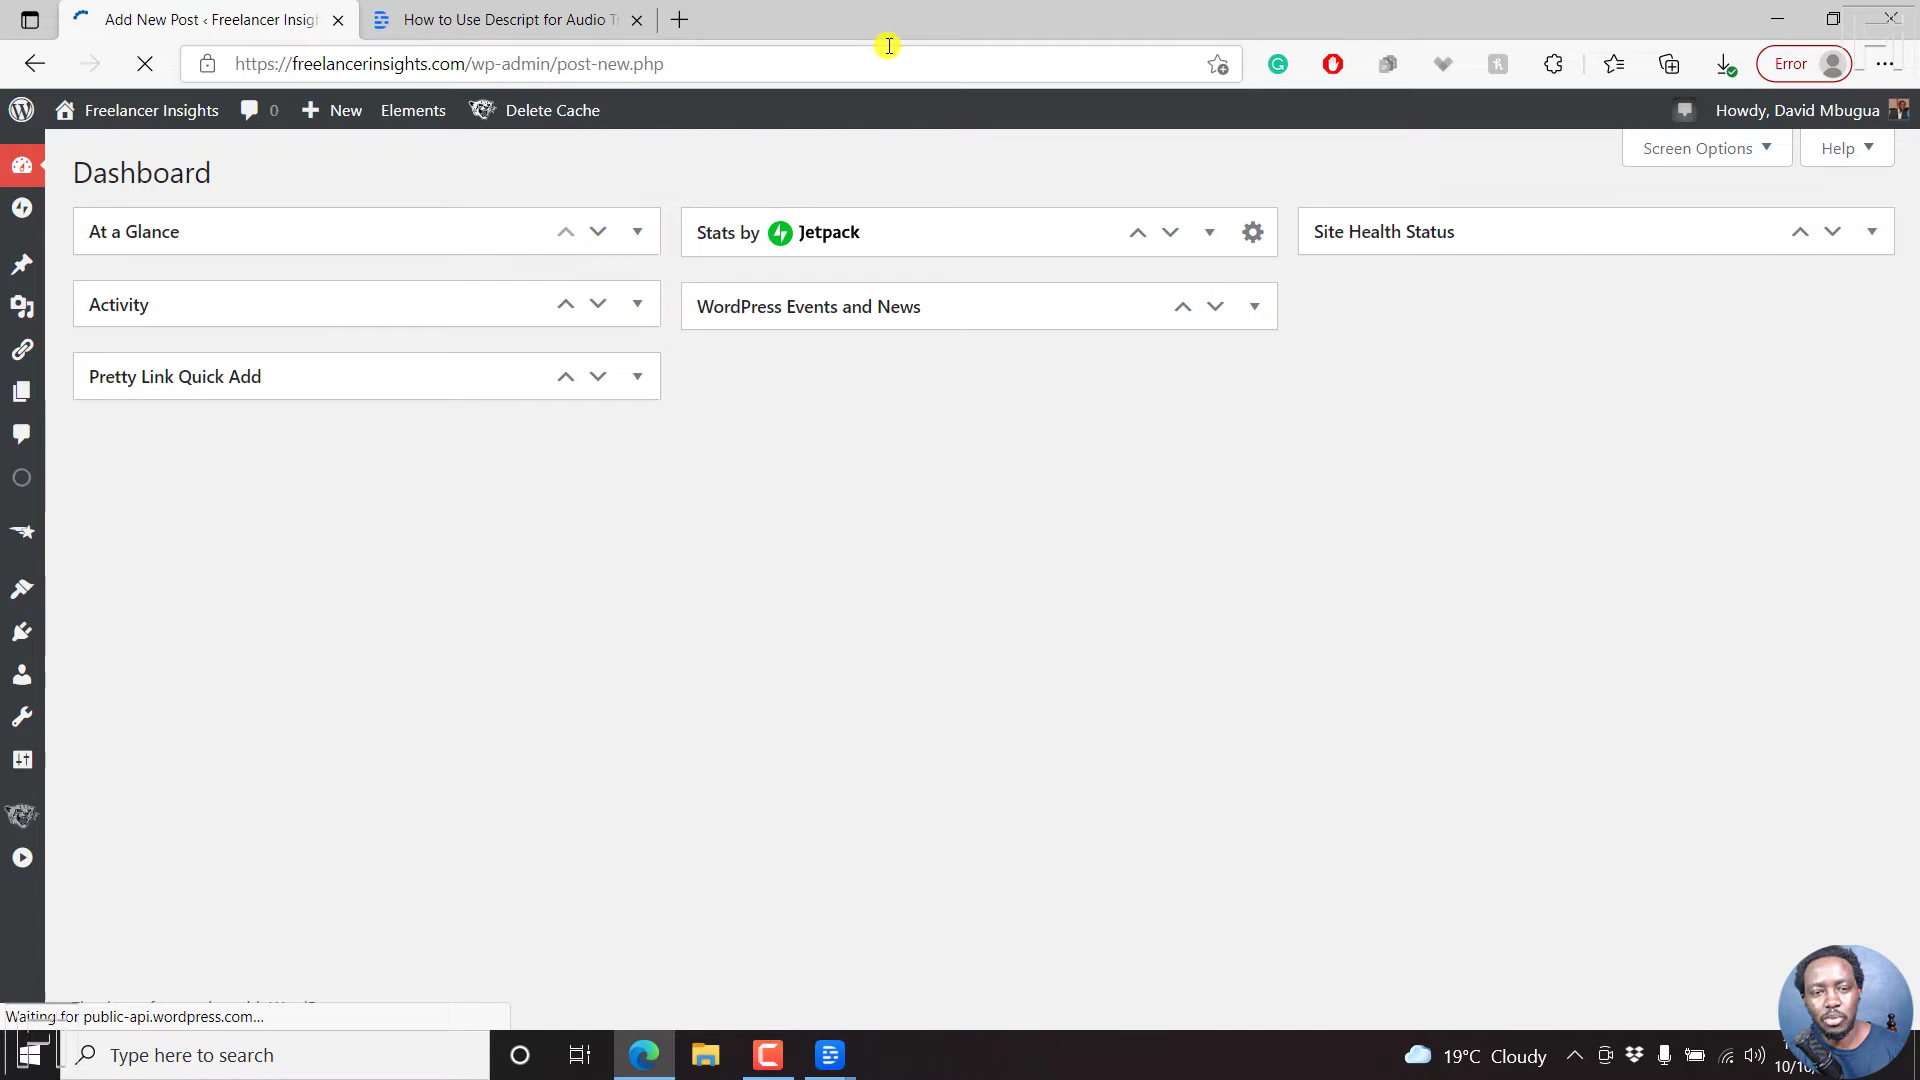 Add New Post ‹ Freelancer Insigh
How to Use Descript for Audio Tr
https://freelancerinsights.com/wp-admin/post-new.php
Error
Freelancer Insights
0
New
Elements
Delete Cache
Howdy, David Mbugua
Screen Options
Help
Dashboard
At a Glance
Stats by Jetpack
Site Health Status
Activity
WordPress Events and News
Pretty Link Quick Add
Waiting for public-api.wordpress.com...
Type here to search
19°C Cloudy